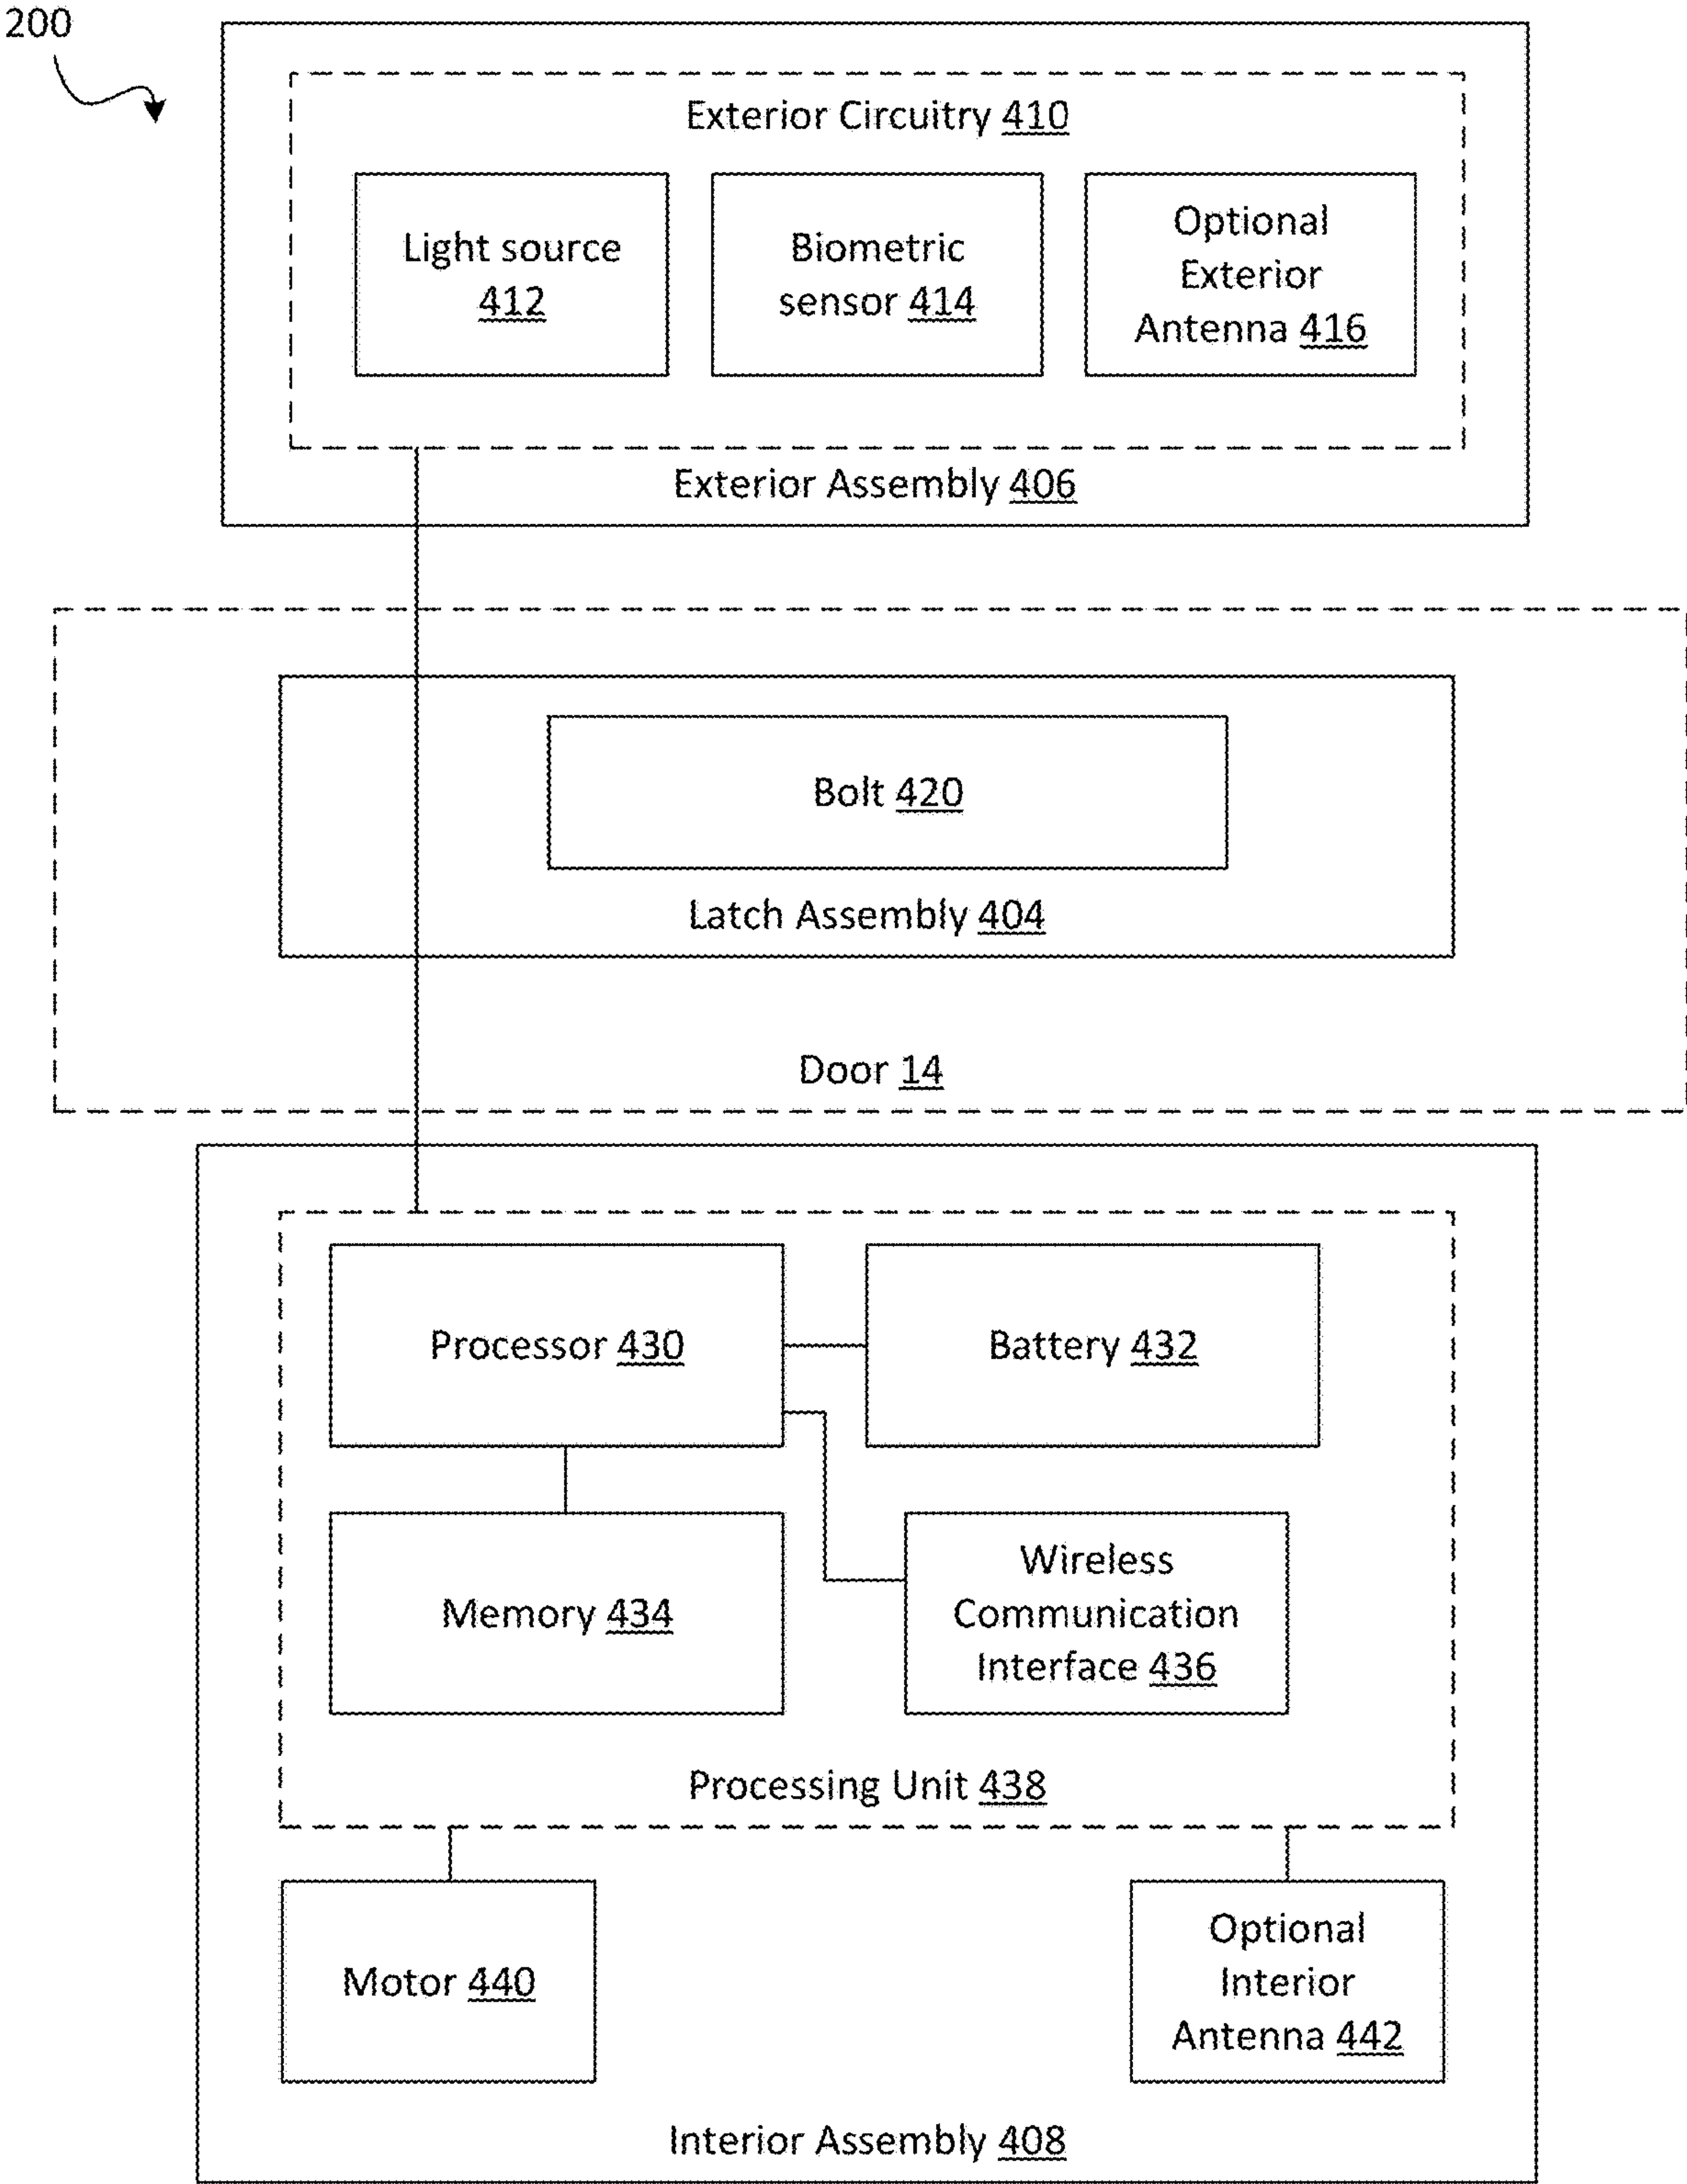 200
Exterior Circuitry 410
Light source
412
Biometric
sensor 414
Optional
Exterior
Antenna 416
Exterior Assembly 406
Bolt 420
Latch Assembly 404
Door 14
Processor 430
Battery 432
Memory 434
Wireless
Communication
Interface 436
Processing Unit 438
Motor 440
Optional
Interior
Antenna 442
Interior Assembly 408